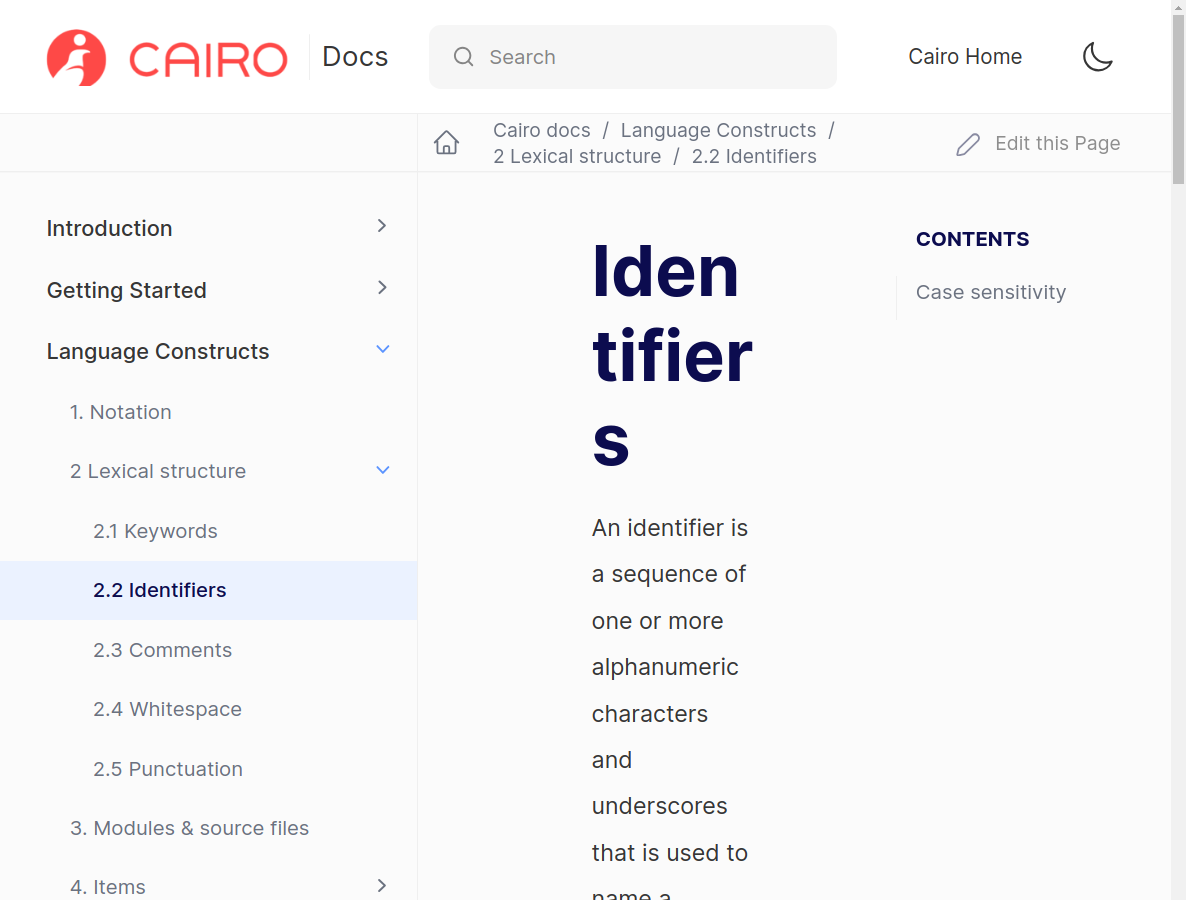 CAIRO Docs
Search
Cairo Home
Cairo docs / Language Constructs /
2 Lexical structure / 2.2 Identifiers
Edit this Page
Introduction
Getting Started
Language Constructs
1. Notation
2 Lexical structure
2.1 Keywords
2.2 Identifiers
2.3 Comments
2.4 Whitespace
2.5 Punctuation
3. Modules & source files
4. Items
Iden
tifier
s
An identifier is
a sequence of
one or more
alphanumeric
characters
and
underscores
that is used to
name a
CONTENTS
Case sensitivity